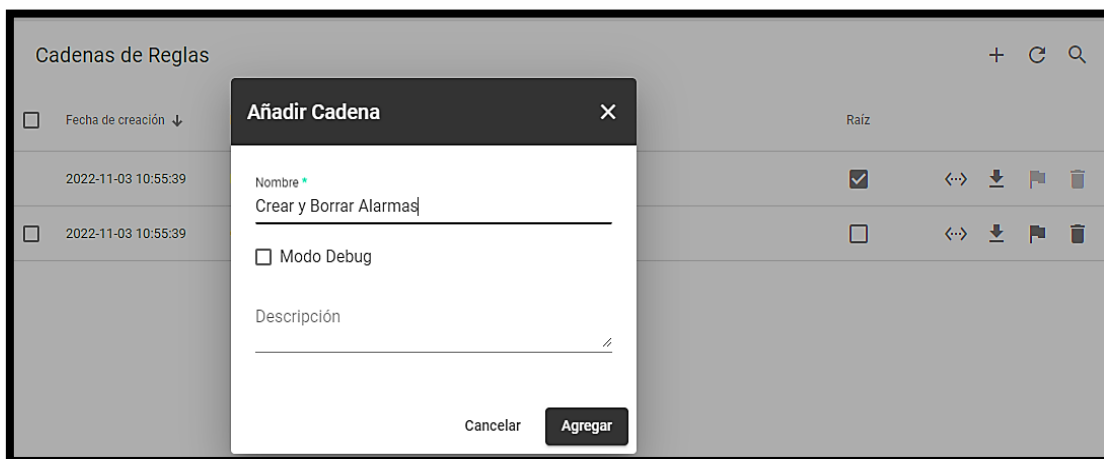 Cadenas de Reglas
Añadir Cadena
Fecha de creación
Raíz
Nombre *
2022-11-03 10:55:39
Crear y Borrar Alarmas
2022-11-03 10:55:39
Modo Debug
Descripción
Cancelar
Agregar